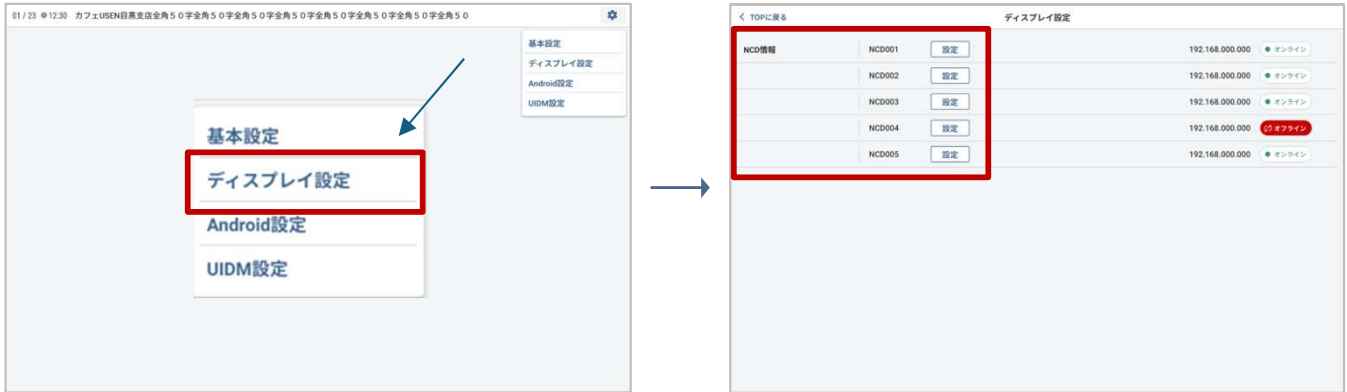 01 / 23 12:30 カフェUSEN目黒支店全角５０字全角５０字全角５０字全角５０字全角５０字全角５０字全角５０字全角５０
基本設定
ディスプレイ設定
Android設定
UIDM設定
基本設定
ディスプレイ設定
Android設定
UIDM設定
TOPに戻る ディスプレイ設定
NCD情報 NCD001 設定 192.168.000.000 オンライン
NCD002 設定 192.168.000.000 オンライン
NCD003 設定 192.168.000.000 オンライン
NCD004 設定 192.168.000.000 オフライン
NCD005 設定 192.168.000.000 オンライン